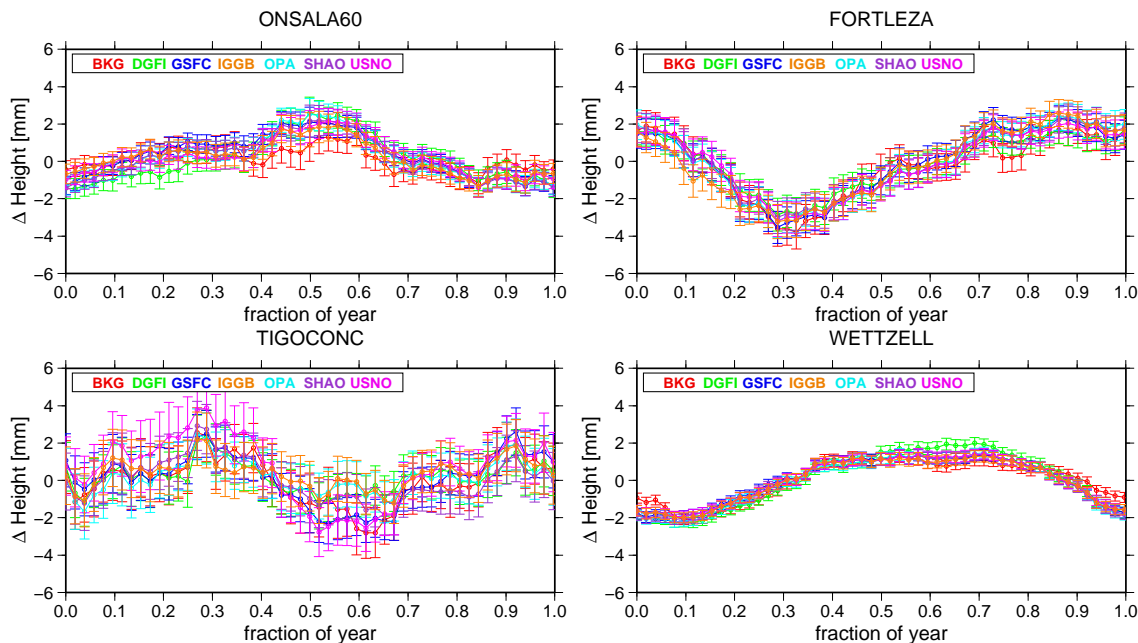 ONSALA60
Δ Height [mm]
6
4
2
0
−2
−4
−6
BKG DGFI GSFC IGGB OPA SHAO USNO
0.0 0.1 0.2 0.3 0.4 0.5 0.6 0.7 0.8 0.9 1.0
fraction of year
FORTLEZA
Δ Height [mm]
6
4
2
0
−2
−4
−6
BKG DGFI GSFC IGGB OPA SHAO USNO
0.0 0.1 0.2 0.3 0.4 0.5 0.6 0.7 0.8 0.9 1.0
fraction of year
TIGOCONC
Δ Height [mm]
6
4
2
0
−2
−4
−6
BKG DGFI GSFC IGGB OPA SHAO USNO
0.0 0.1 0.2 0.3 0.4 0.5 0.6 0.7 0.8 0.9 1.0
fraction of year
WETTZELL
Δ Height [mm]
6
4
2
0
−2
−4
−6
BKG DGFI GSFC IGGB OPA SHAO USNO
0.0 0.1 0.2 0.3 0.4 0.5 0.6 0.7 0.8 0.9 1.0
fraction of year